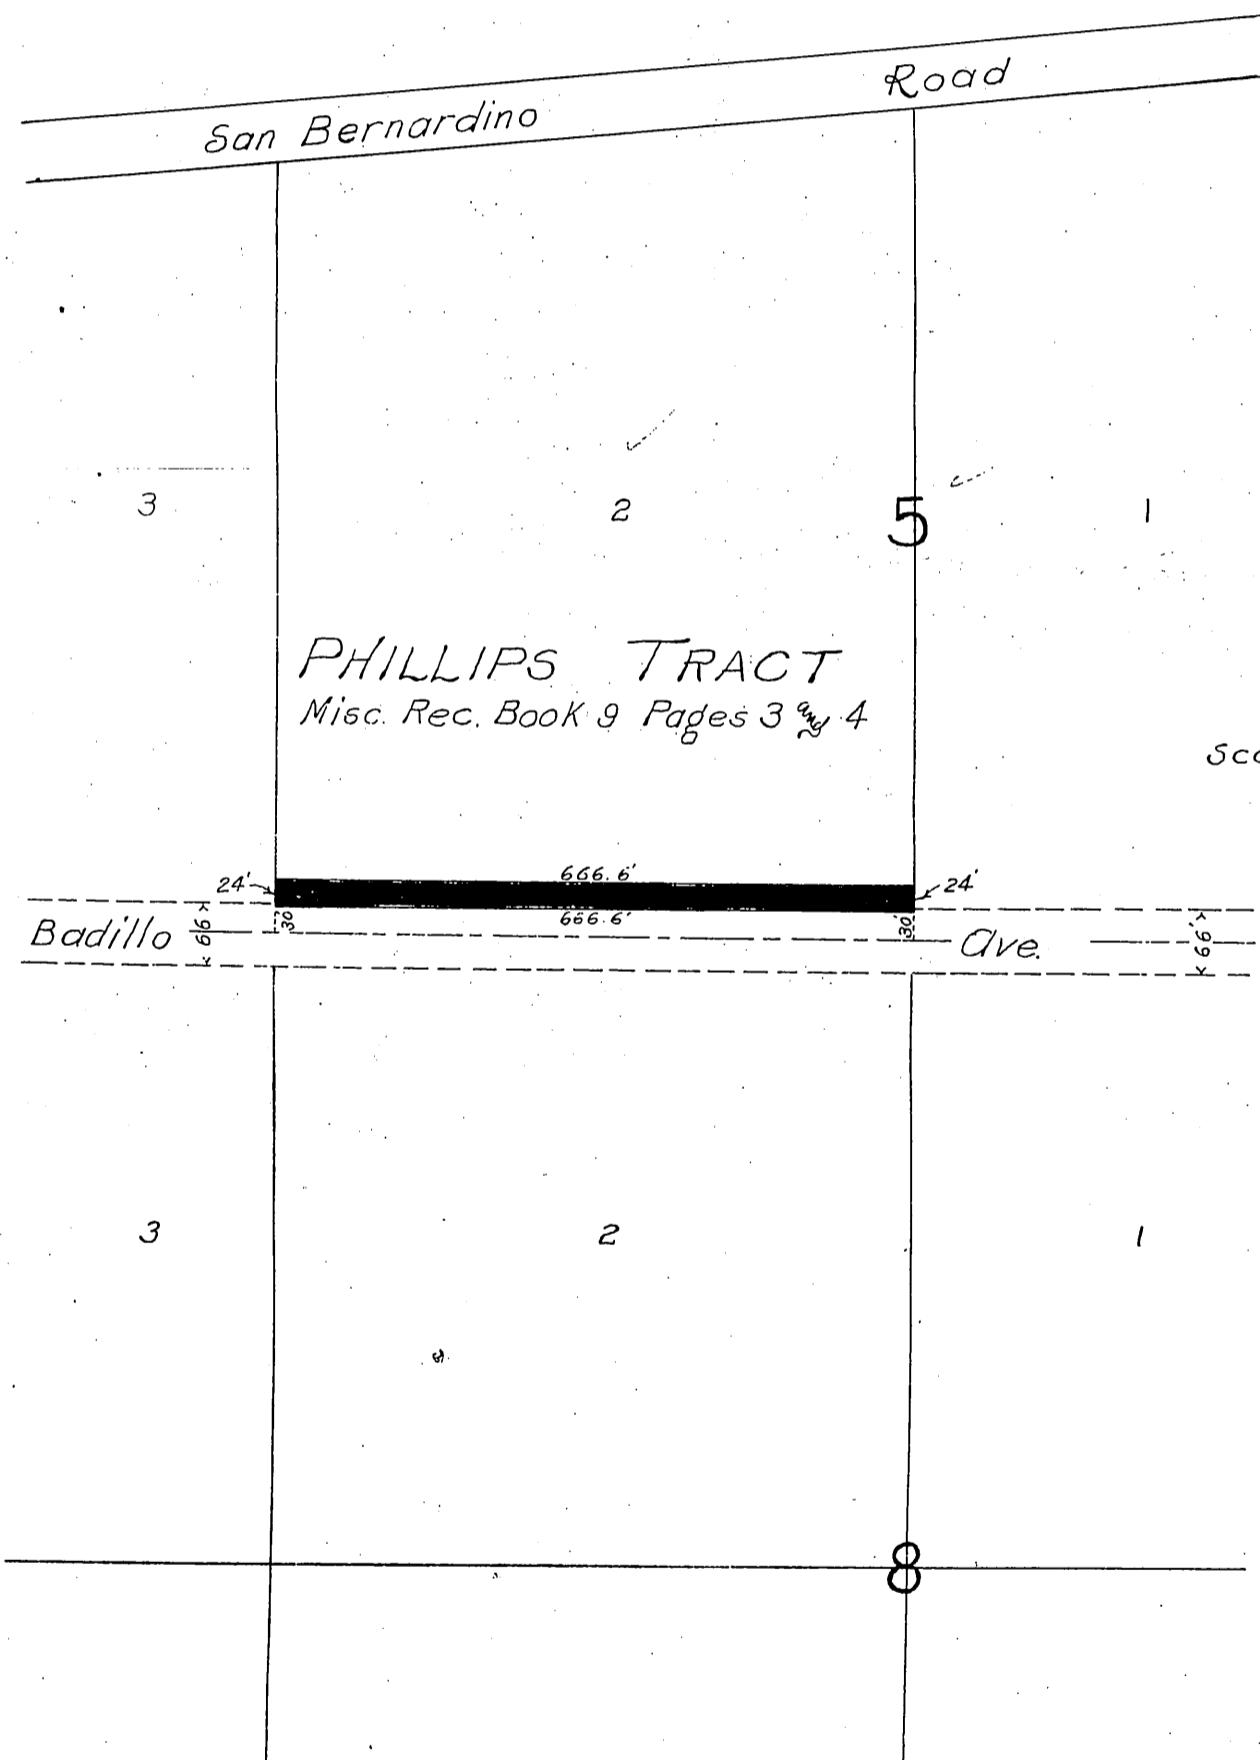 San Bernardino Road
3 2 5 1
PHILLIPS TRACT
Misc. Rec. Book 9 Pages 3 and 4
666.6'
24' 24'
666.6'
30' 30'
Badillo 66' Ave. 66'
3 2 1
8